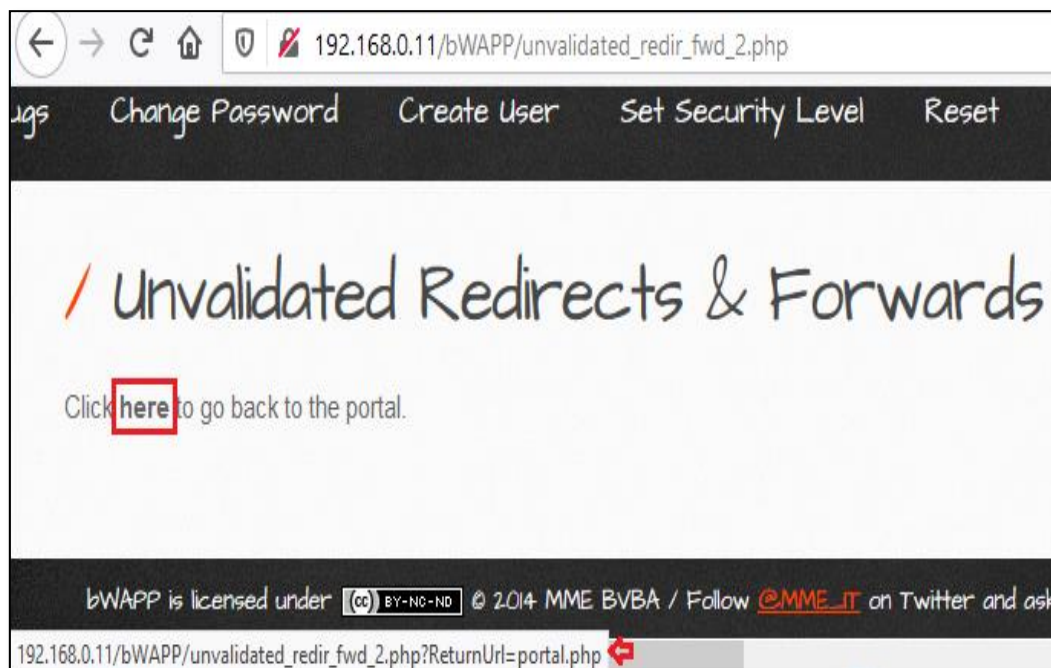 192.168.0.11/bWAPP/unvalidated_redir_fwd_2.php
ugs Change Password Create User Set Security Level Reset
/ Unvalidated Redirects & Forwards
Click here to go back to the portal.
bWAPP is licensed under (cc) BY-NC-ND © 2014 MME BVBA / Follow @MME_IT on Twitter and ask
192.168.0.11/bWAPP/unvalidated_redir_fwd_2.php?ReturnUrl=portal.php